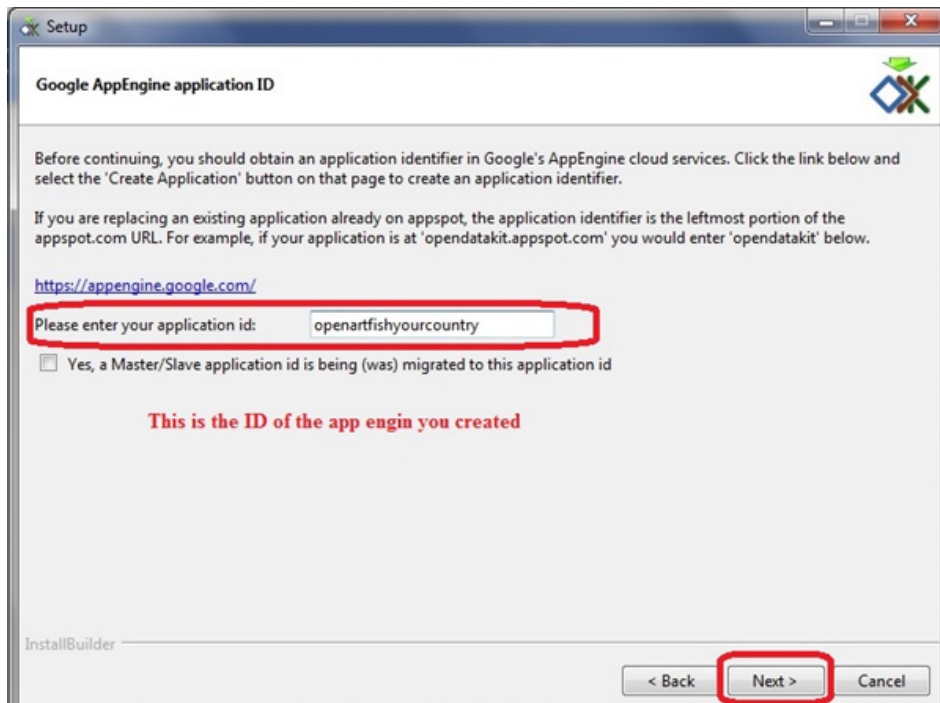 Setup
Google AppEngine application ID
Before continuing, you should obtain an application identifier in Google's AppEngine cloud services. Click the link below and
select the 'Create Application' button on that page to create an application identifier.
If you are replacing an existing application already on appspot, the application identifier is the leftmost portion of the
appspot.com URL. For example, if your application is at 'opendatakit.appspot.com' you would enter 'opendatakit' below.
https://appengine.google.com/
Please enter your application id: openartfishyourcountry
Yes, a Master/Slave application id is being (was) migrated to this application id
This is the ID of the app engin you created
InstallBuilder
< Back Next > Cancel